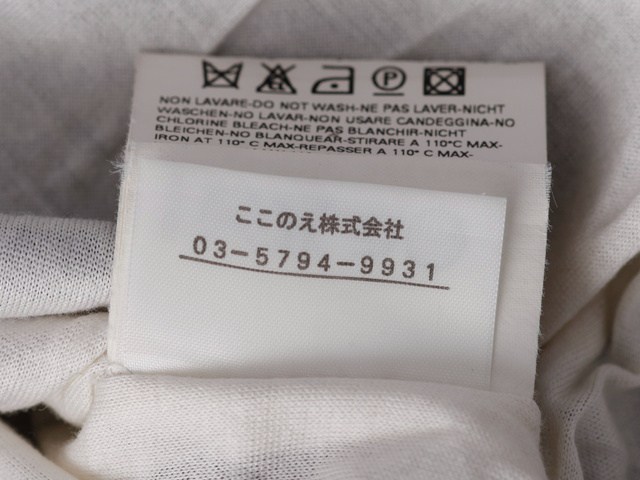 NON LAVARE-DO NOT WASH-NE PAS LAVER-NICHT
WASCHEN-NO LAVAR-NON USARE CANDEGGINA-NO
CHLORINE BLEACH-NE PAS BLANCHIR-NICHT
BLEICHEN-NO BLANQUEAR-STIRARE A 110°C MAX-
IRON AT 110° C MAX-REPASSER A 110° C MAX-
ここのえ株式会社
03-5794-9931